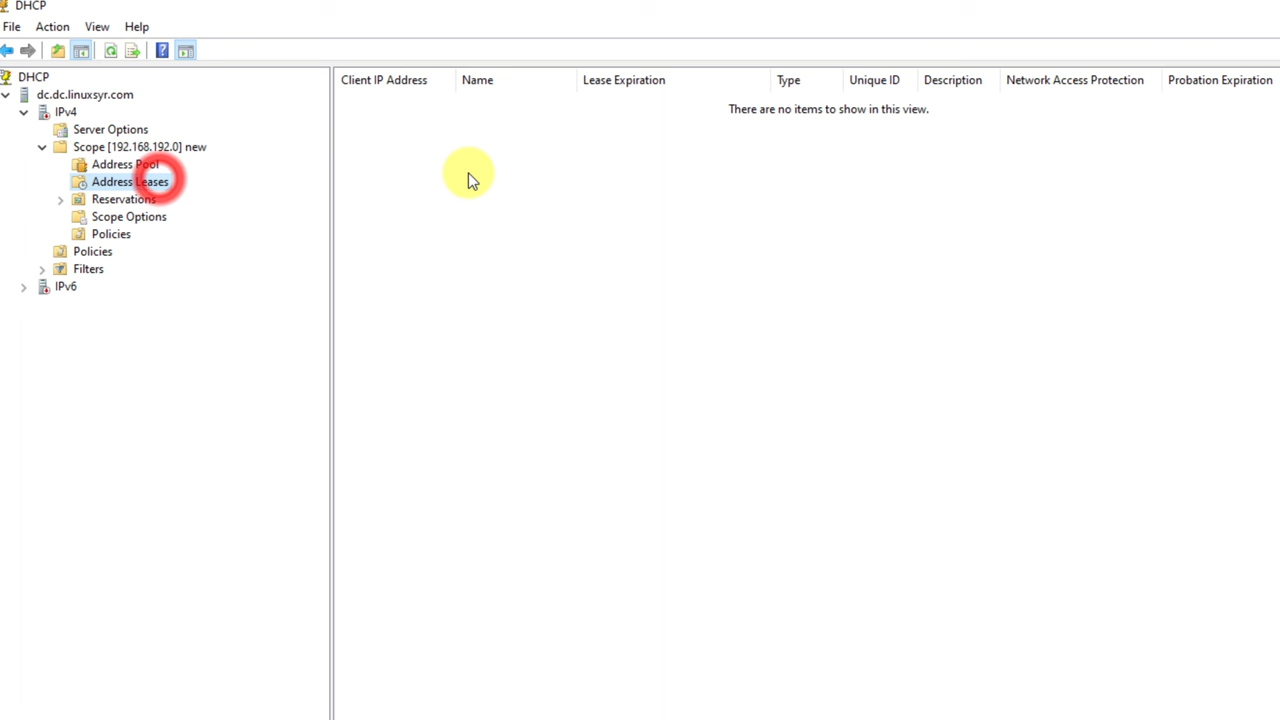 DHCP
File Action View Help
DHCP
dc.dc.linuxsyr.com
IPv4
Server Options
Scope [192.168.192.0] new
Address Pool
Address Leases
Reservations
Scope Options
Policies
Policies
Filters
IPv6
Client IP Address Name Lease Expiration Type Unique ID Description Network Access Protection Probation Expiration
There are no items to show in this view.